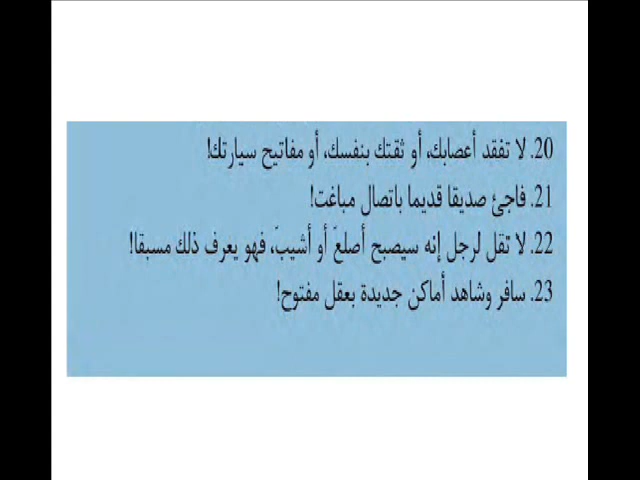 20. لا تفقد أعصابك، أو ثقتك بنفسك، أو مفاتيح سيارتك!
21. فاجئ صديقا قديما باتصال مباغت!
22. لا تقل لرجل إنه سيصبح أصلعّ أو أشيبّ، فهو يعرف ذلك مسبقا!
23. سافر وشاهد أماكن جديدة بعقل مفتوح!